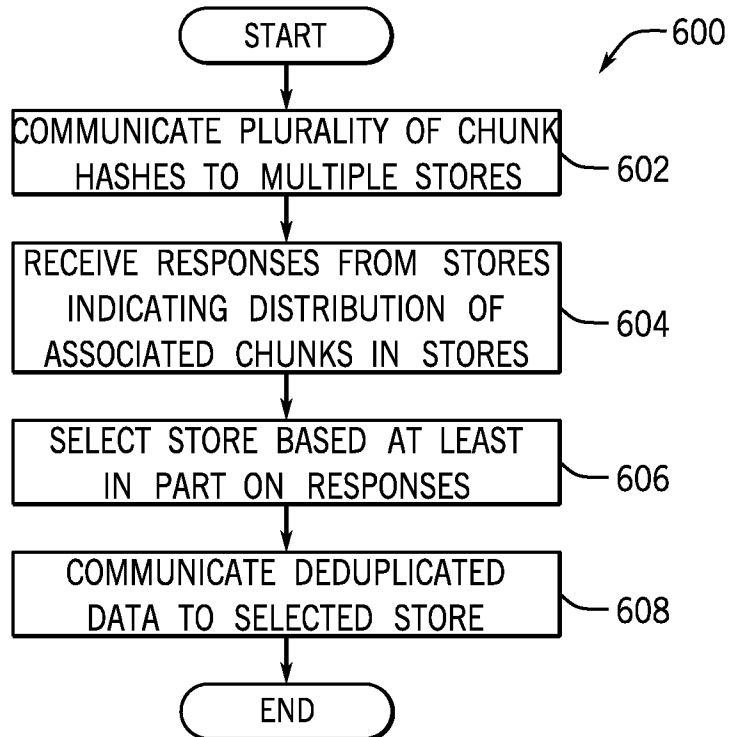 START
600
COMMUNICATE PLURALITY OF CHUNK
HASHES TO MULTIPLE STORES
602
RECEIVE RESPONSES FROM STORES
INDICATING DISTRIBUTION OF
ASSOCIATED CHUNKS IN STORES
604
SELECT STORE BASED AT LEAST
IN PART ON RESPONSES
606
COMMUNICATE DEDUPLICATED
DATA TO SELECTED STORE
608
END